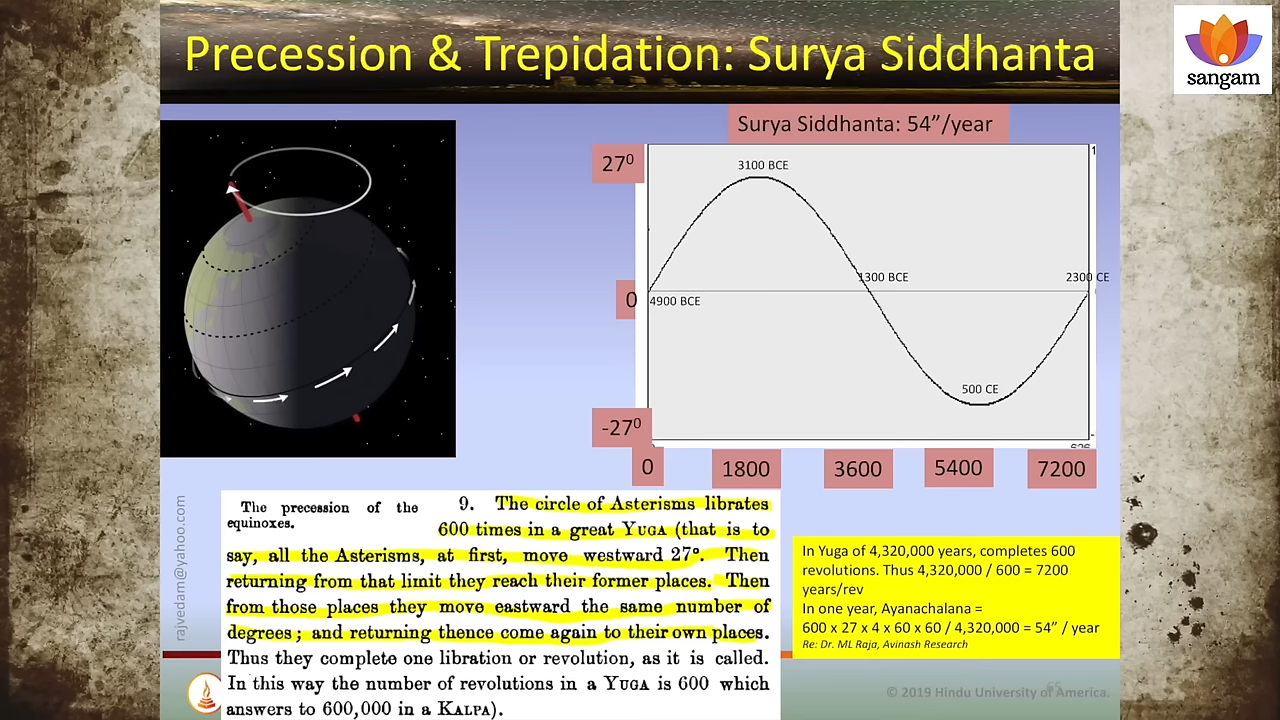 Precession & Trepidation: Surya Siddhanta
sangam
Surya Siddhanta: 54”/year
27⁰
3100 BCE
1
1300 BCE
2300 CE
0
4900 BCE
500 CE
-27⁰
0
1800
3600
5400
7200
rajvedam@yahoo.com
The precession of the
equinoxes.
9. The circle of Asterisms librates
600 times in a great YUGA (that is to
say, all the Asterisms, at first, move westward 27°. Then
returning from that limit they reach their former places. Then
from those places they move eastward the same number of
degrees; and returning thence come again to their own places.
Thus they complete one libration or revolution, as it is called.
In this way the number of revolutions in a YUGA is 600 which
answers to 600,000 in a KALPA).
In Yuga of 4,320,000 years, completes 600
revolutions. Thus 4,320,000 / 600 = 7200
years/rev
In one year, Ayanachalana =
600 x 27 x 4 x 60 x 60 / 4,320,000 = 54” / year
Re: Dr. ML Raja, Avinash Research
© 2019 Hindu University of America.